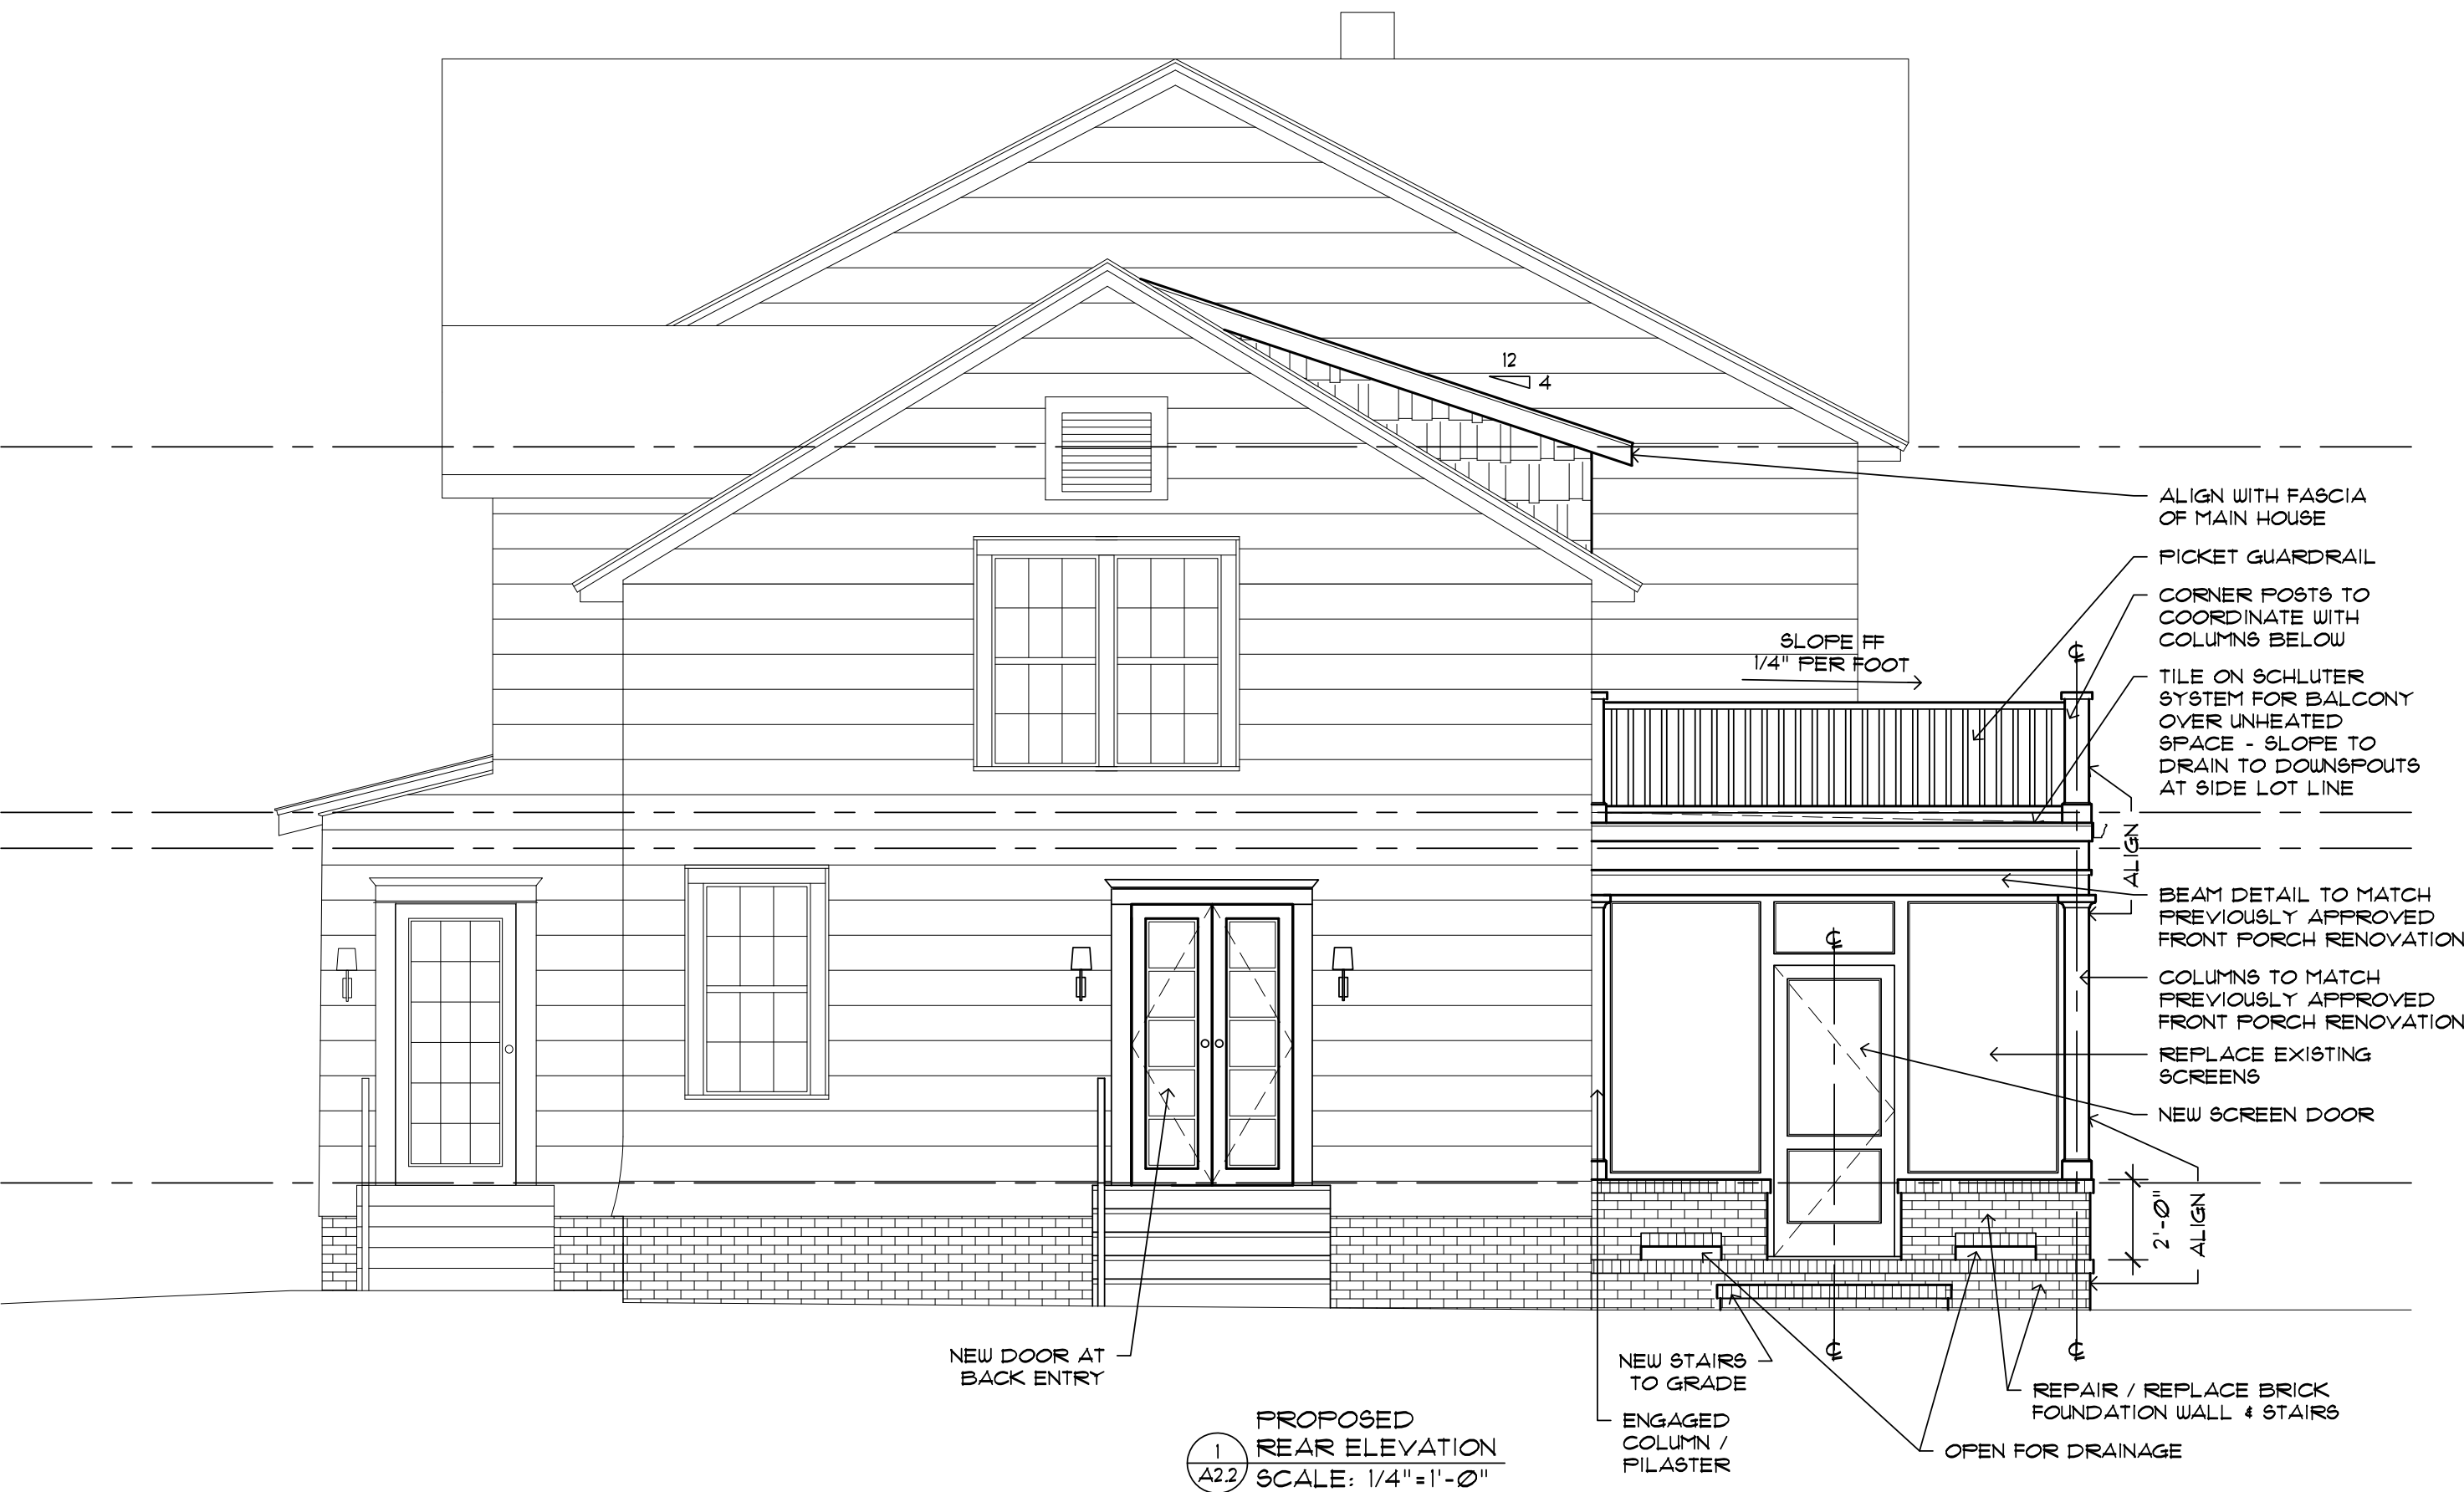 12
4
ALIGN WITH FASCIA
OF MAIN HOUSE
PICKET GUARDRAIL
CORNER POSTS TO
COORDINATE WITH
COLUMNS BELOW
SLOPE FF
1/4" PER FOOT
℄
TILE ON SCHLUTER
SYSTEM FOR BALCONY
OVER UNHEATED
SPACE - SLOPE TO
DRAIN TO DOWNSPOUTS
AT SIDE LOT LINE
ALIGN
BEAM DETAIL TO MATCH
PREVIOUSLY APPROVED
FRONT PORCH RENOVATION
℄
COLUMNS TO MATCH
PREVIOUSLY APPROVED
FRONT PORCH RENOVATION
REPLACE EXISTING
SCREENS
NEW SCREEN DOOR
2'-0"
ALIGN
NEW DOOR AT
BACK ENTRY
NEW STAIRS
TO GRADE
℄
℄
REPAIR / REPLACE BRICK
FOUNDATION WALL & STAIRS
ENGAGED
COLUMN /
PILASTER
OPEN FOR DRAINAGE
1
A2.2
PROPOSED
REAR ELEVATION
SCALE: 1/4"=1'-0"